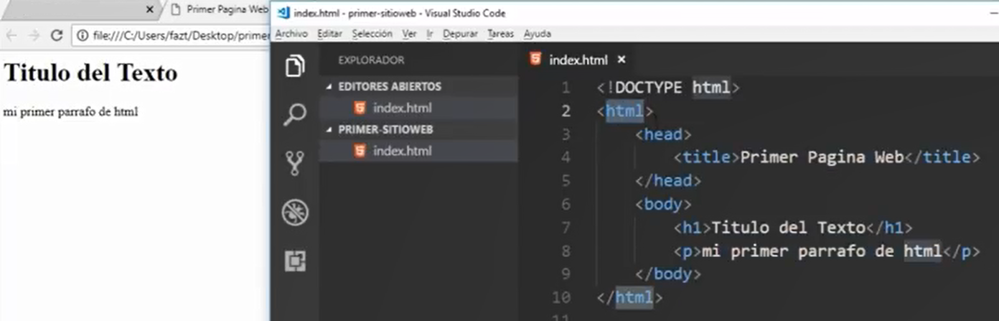 Primer Pagina Web
file:///C:/Users/fazt/Desktop/primer
Titulo del Texto
mi primer parrafo de html
index.html - primer-sitioweb - Visual Studio Code
Archivo Editar Selección Ver Ir Depurar Tareas Ayuda
EXPLORADOR
EDITORES ABIERTOS
index.html
PRIMER-SITIOWEB
index.html
index.html
1 <!DOCTYPE html>
2 <html>
3 <head>
4 <title>Primer Pagina Web</title>
5 </head>
6 <body>
7 <h1>Titulo del Texto</h1>
8 <p>mi primer parrafo de html</p>
9 </body>
10 </html>
11